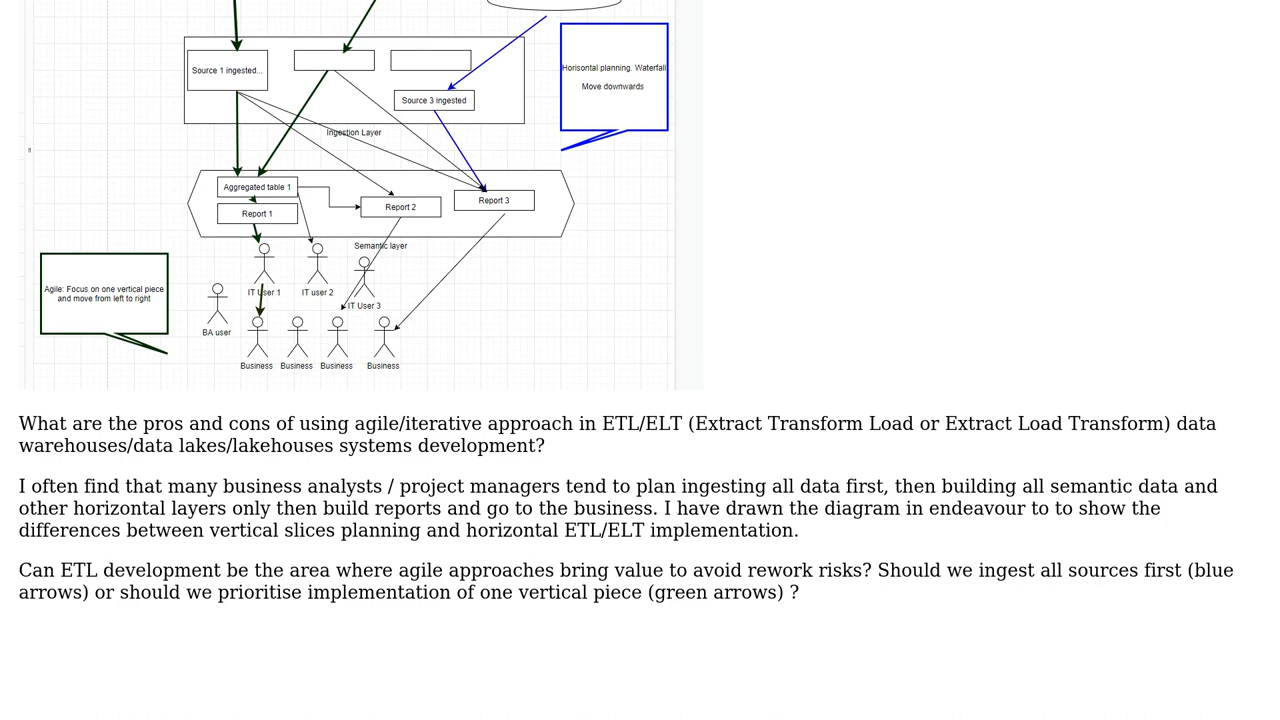 Source 1 ingested...
Horisontal planning. Waterfall
Move downwards
Source 3 ingested
Ingestion Layer
Aggregated table 1
Report 1
Report 2
Report 3
Semantic layer
Agile: Focus on one vertical piece
and move from left to right
IT User 1
IT user 2
IT User 3
BA user
Business
Business
Business
Business
What are the pros and cons of using agile/iterative approach in ETL/ELT (Extract Transform Load or Extract Load Transform) data
warehouses/data lakes/lakehouses systems development?
I often find that many business analysts / project managers tend to plan ingesting all data first, then building all semantic data and
other horizontal layers only then build reports and go to the business. I have drawn the diagram in endeavour to to show the
differences between vertical slices planning and horizontal ETL/ELT implementation.
Can ETL development be the area where agile approaches bring value to avoid rework risks? Should we ingest all sources first (blue
arrows) or should we prioritise implementation of one vertical piece (green arrows) ?